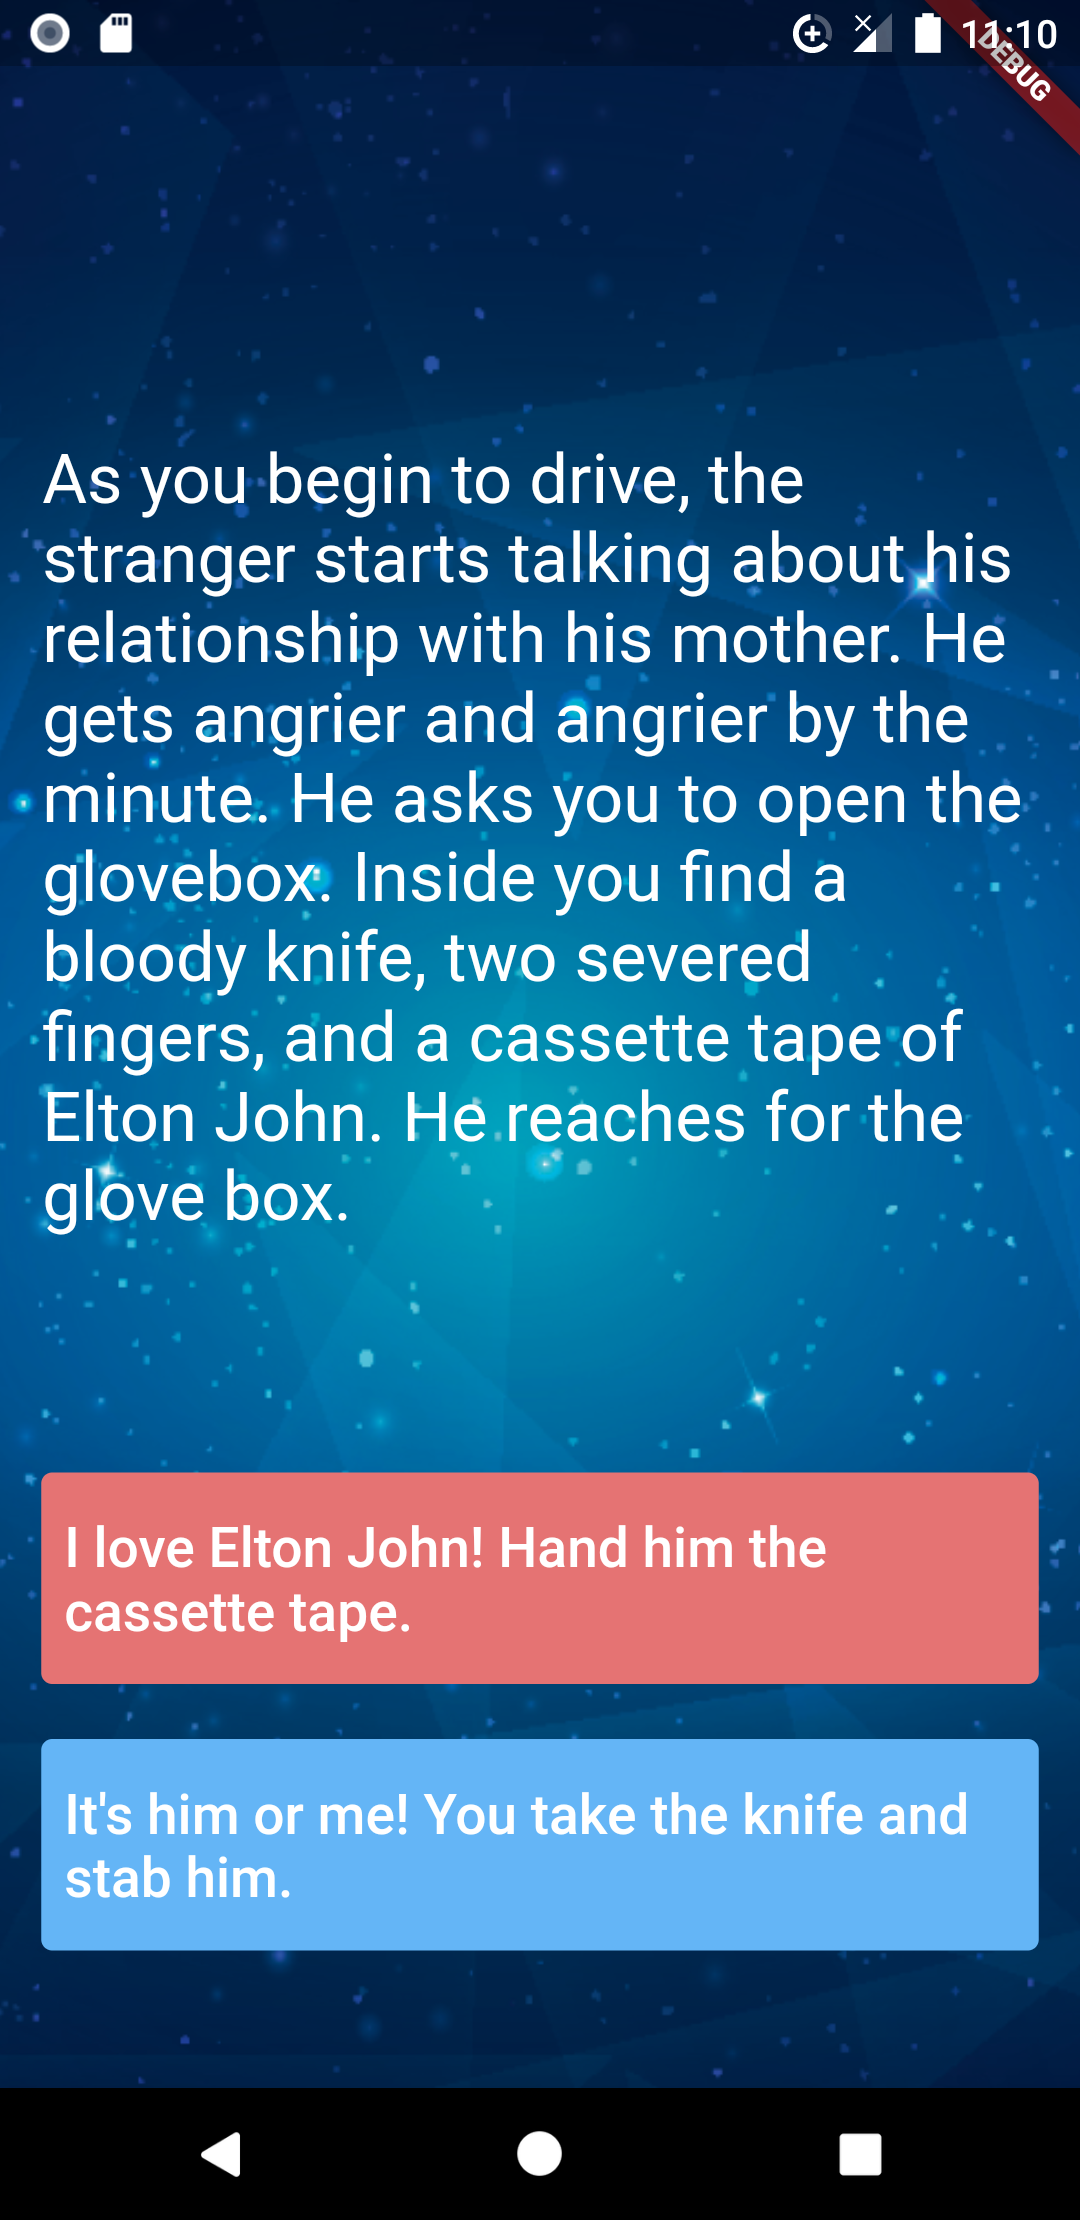 11:10
DEBUG
As you begin to drive, the
stranger starts talking about his
relationship with his mother. He
gets angrier and angrier by the
minute. He asks you to open the
glovebox. Inside you find a
bloody knife, two severed
fingers, and a cassette tape of
Elton John. He reaches for the
glove box.
I love Elton John! Hand him the
cassette tape.
It's him or me! You take the knife and
stab him.